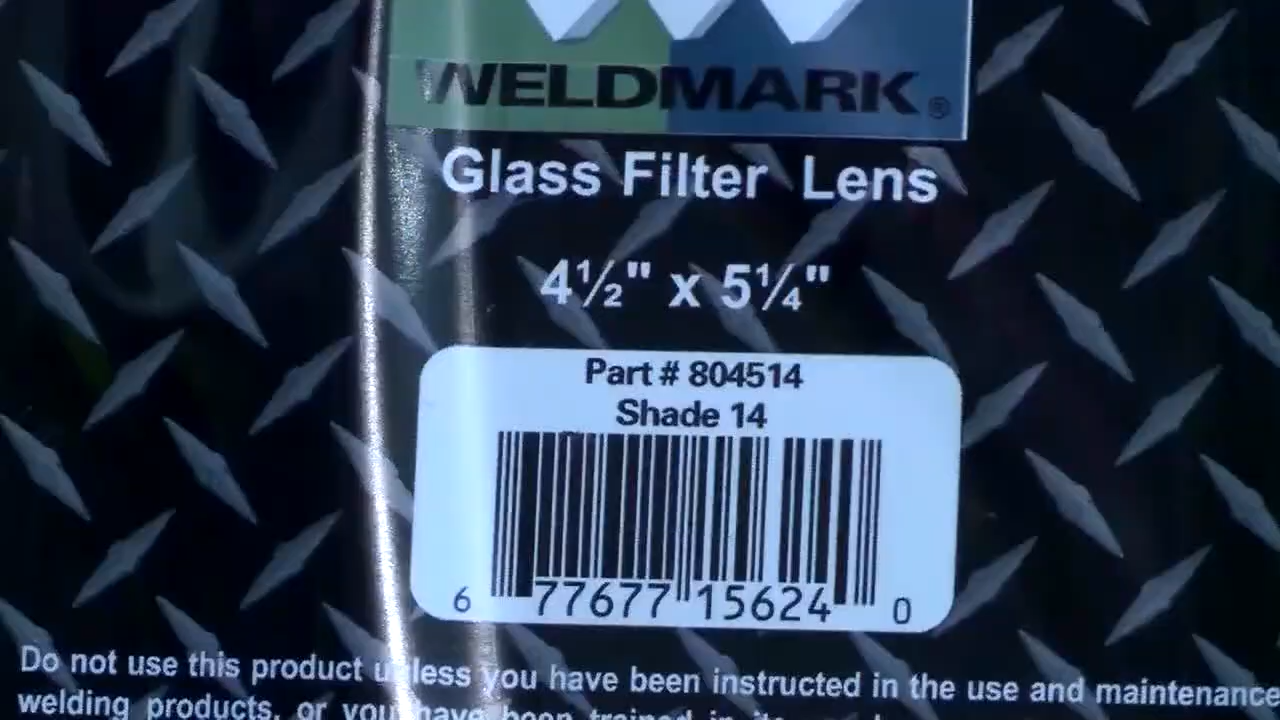 WELDMARK®
Glass Filter Lens
4½" x 5¼"
Part # 804514
Shade 14
6 77677 15624 0
Do not use this product unless you have been instructed in the use and maintenance
welding products, or you have been trained in its